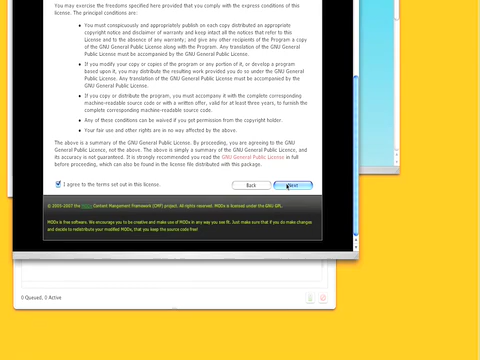 You may exercise the freedoms specified here provided that you comply with the express conditions of this
license. The principal conditions are:
You must conspicuously and appropriately publish on each copy distributed an appropriate
copyright notice and disclaimer of warranty and keep intact all the notices that refer to this
License and to the absence of any warranty; and give any other recipients of the Program a copy
of the GNU General Public License along with the Program. Any translation of the GNU
General Public License must be accompanied by the GNU General Public License.
If you modify your copy or copies of the program or any portion of it, or develop a program
based upon it, you may distribute the resulting work provided you do so under the GNU General
Public License. Any translation of the GNU General Public License must be accompanied by the
GNU General Public License.
If you copy or distribute the program, you must accompany it with the complete corresponding
machine-readable source code or with a written offer, valid for at least three years, to furnish the
complete corresponding machine-readable source code.
Any of these conditions can be waived if you get permission from the copyright holder.
Your fair use and other rights are in no way affected by the above.
The above is a summary of the General Public License. By proceeding, you are agreeing to the GNU
General Public Licence, not the above. The above is simply a summary of the GNU General Public Licence, and
its accuracy is not guaranteed. It is strongly recommended you read the GNU General Public License in full
before proceeding, which can also be found in the license file distributed with this package.
I agree to the terms set out in this license.
Back
Next
© 2005-2007 the MODx Content Mangement Framework (CMF) project. All rights reserved. MODx is licensed under the GNU GPL.
MODx is free software. We encourage you to be creative and make use of MODx in any way you see fit. Just make sure that if you do make changes
and decide to redistribute your modified MODx, that you keep the source code free!
0 Queued, 0 Active